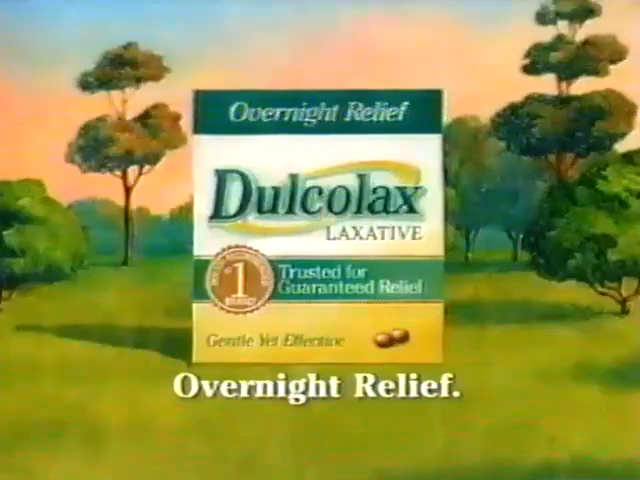 Overnight Relief
Dulcolax
LAXATIVE
#1
Trusted for
Guaranteed Relief
Gentle Yet Effective
Overnight Relief.